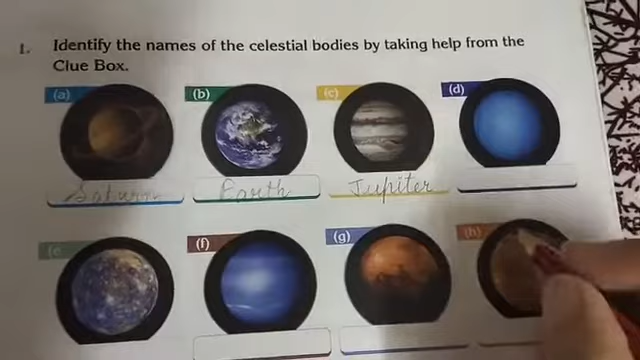 1. Identify the names of the celestial bodies by taking help from the
Clue Box.
(a) (b) (c) (d)
Saturn Earth Jupiter
(e (f) (g) (h)